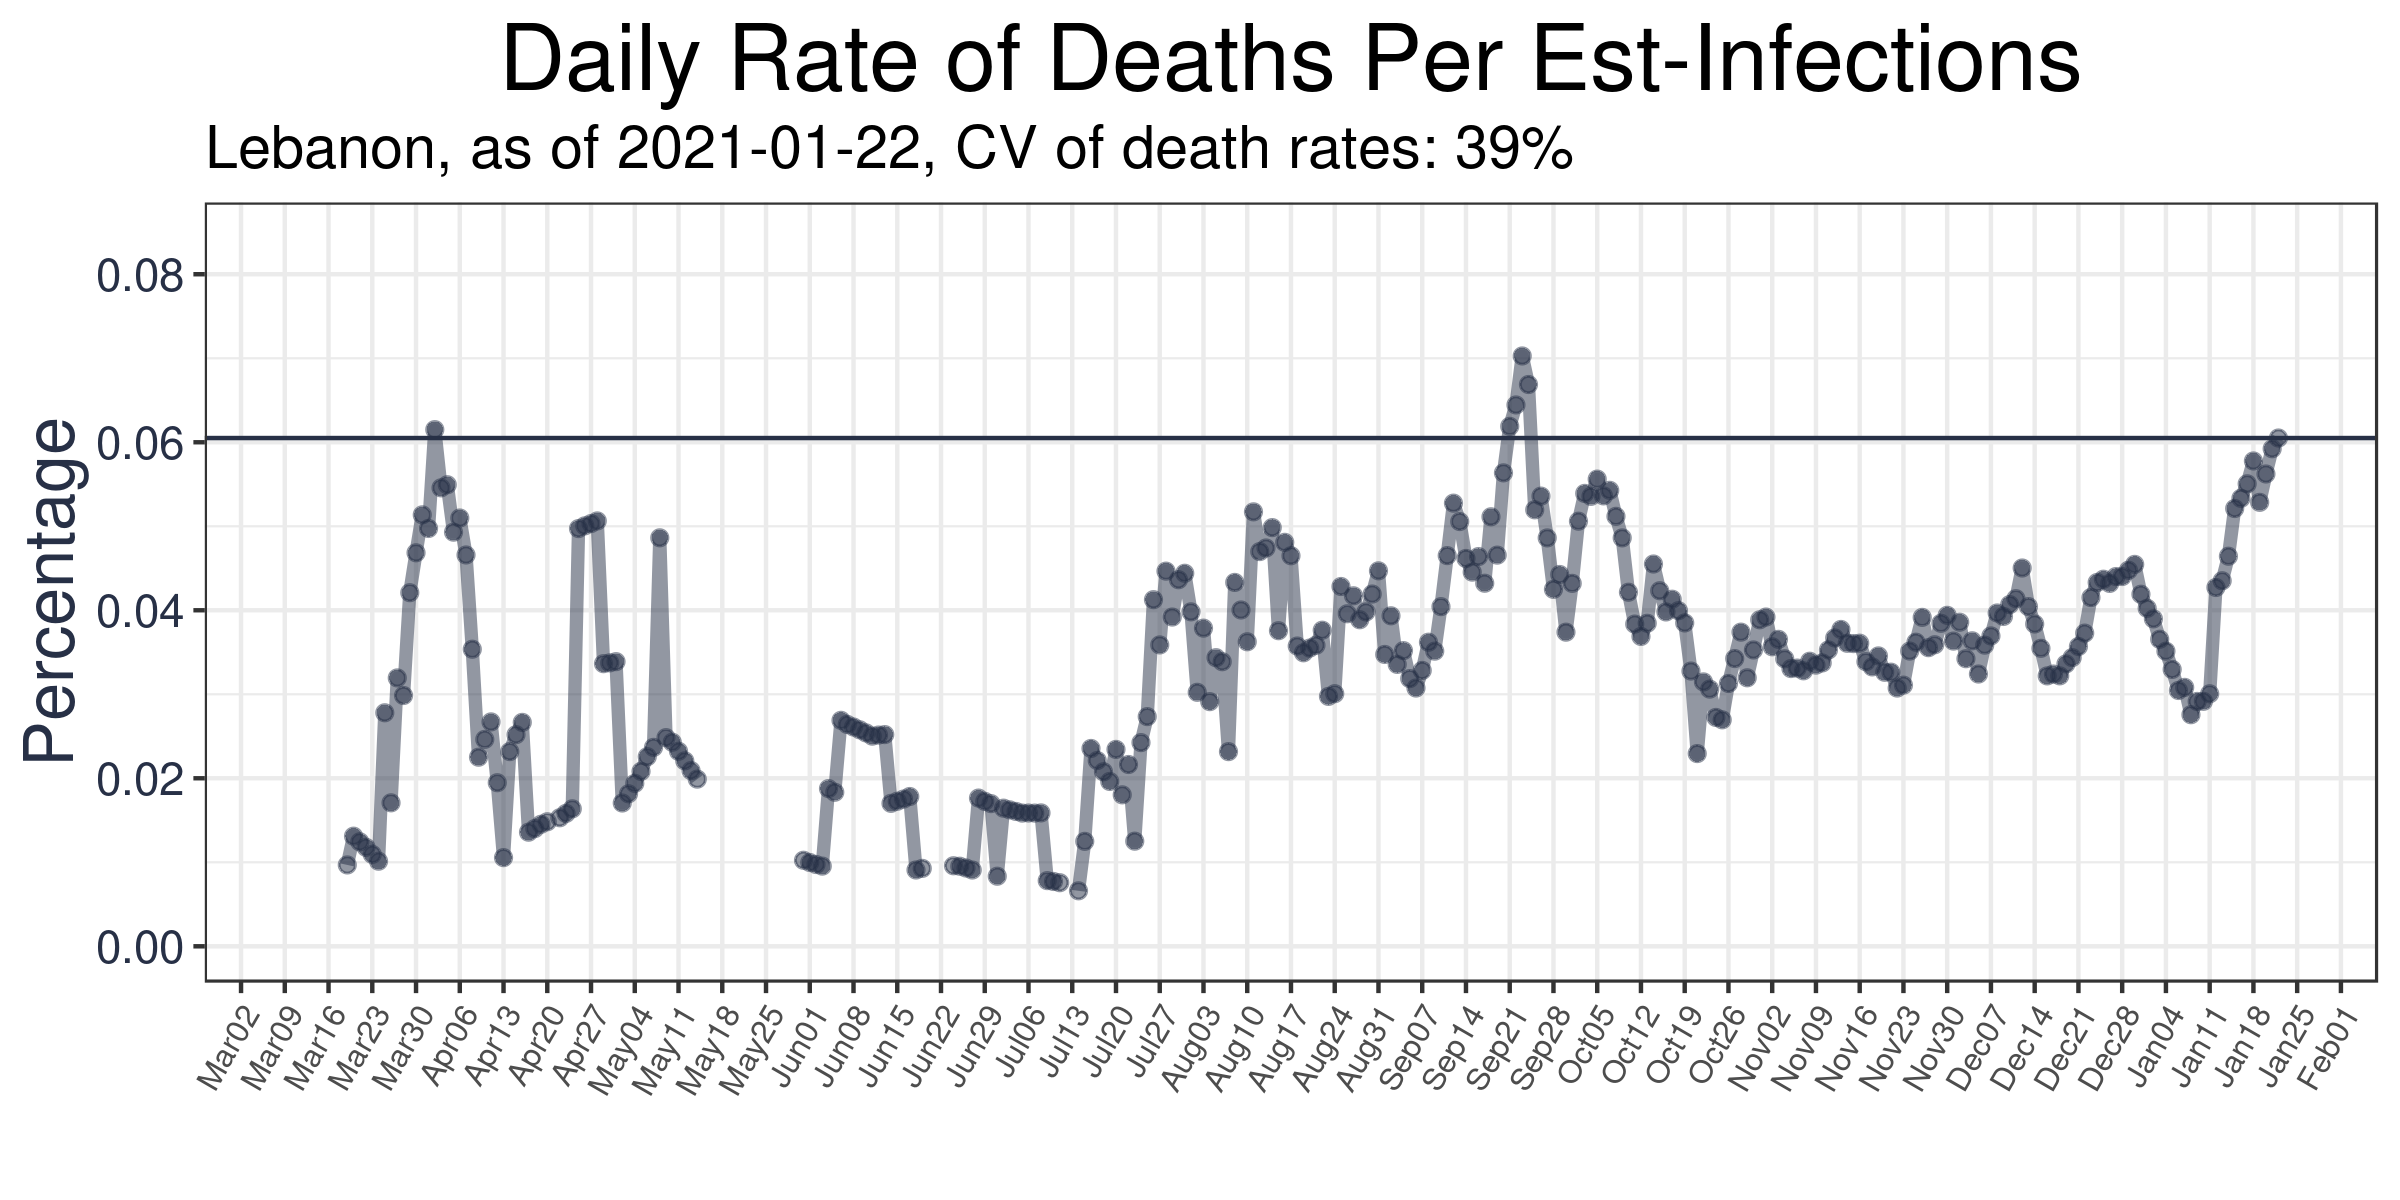 Daily Rate of Deaths Per Est-Infections
Lebanon, as of 2021-01-22, CV of death rates: 39%
Percentage
0.08
0.06
0.04
0.02
0.00
Mar02
Mar09
Mar16
Mar23
Mar30
Apr06
Apr13
Apr20
Apr27
May04
May11
May18
May25
Jun01
Jun08
Jun15
Jun22
Jun29
Jul06
Jul13
Jul20
Jul27
Aug03
Aug10
Aug17
Aug24
Aug31
Sep07
Sep14
Sep21
Sep28
Oct05
Oct12
Oct19
Oct26
Nov02
Nov09
Nov16
Nov23
Nov30
Dec07
Dec14
Dec21
Dec28
Jan04
Jan11
Jan18
Jan25
Feb01